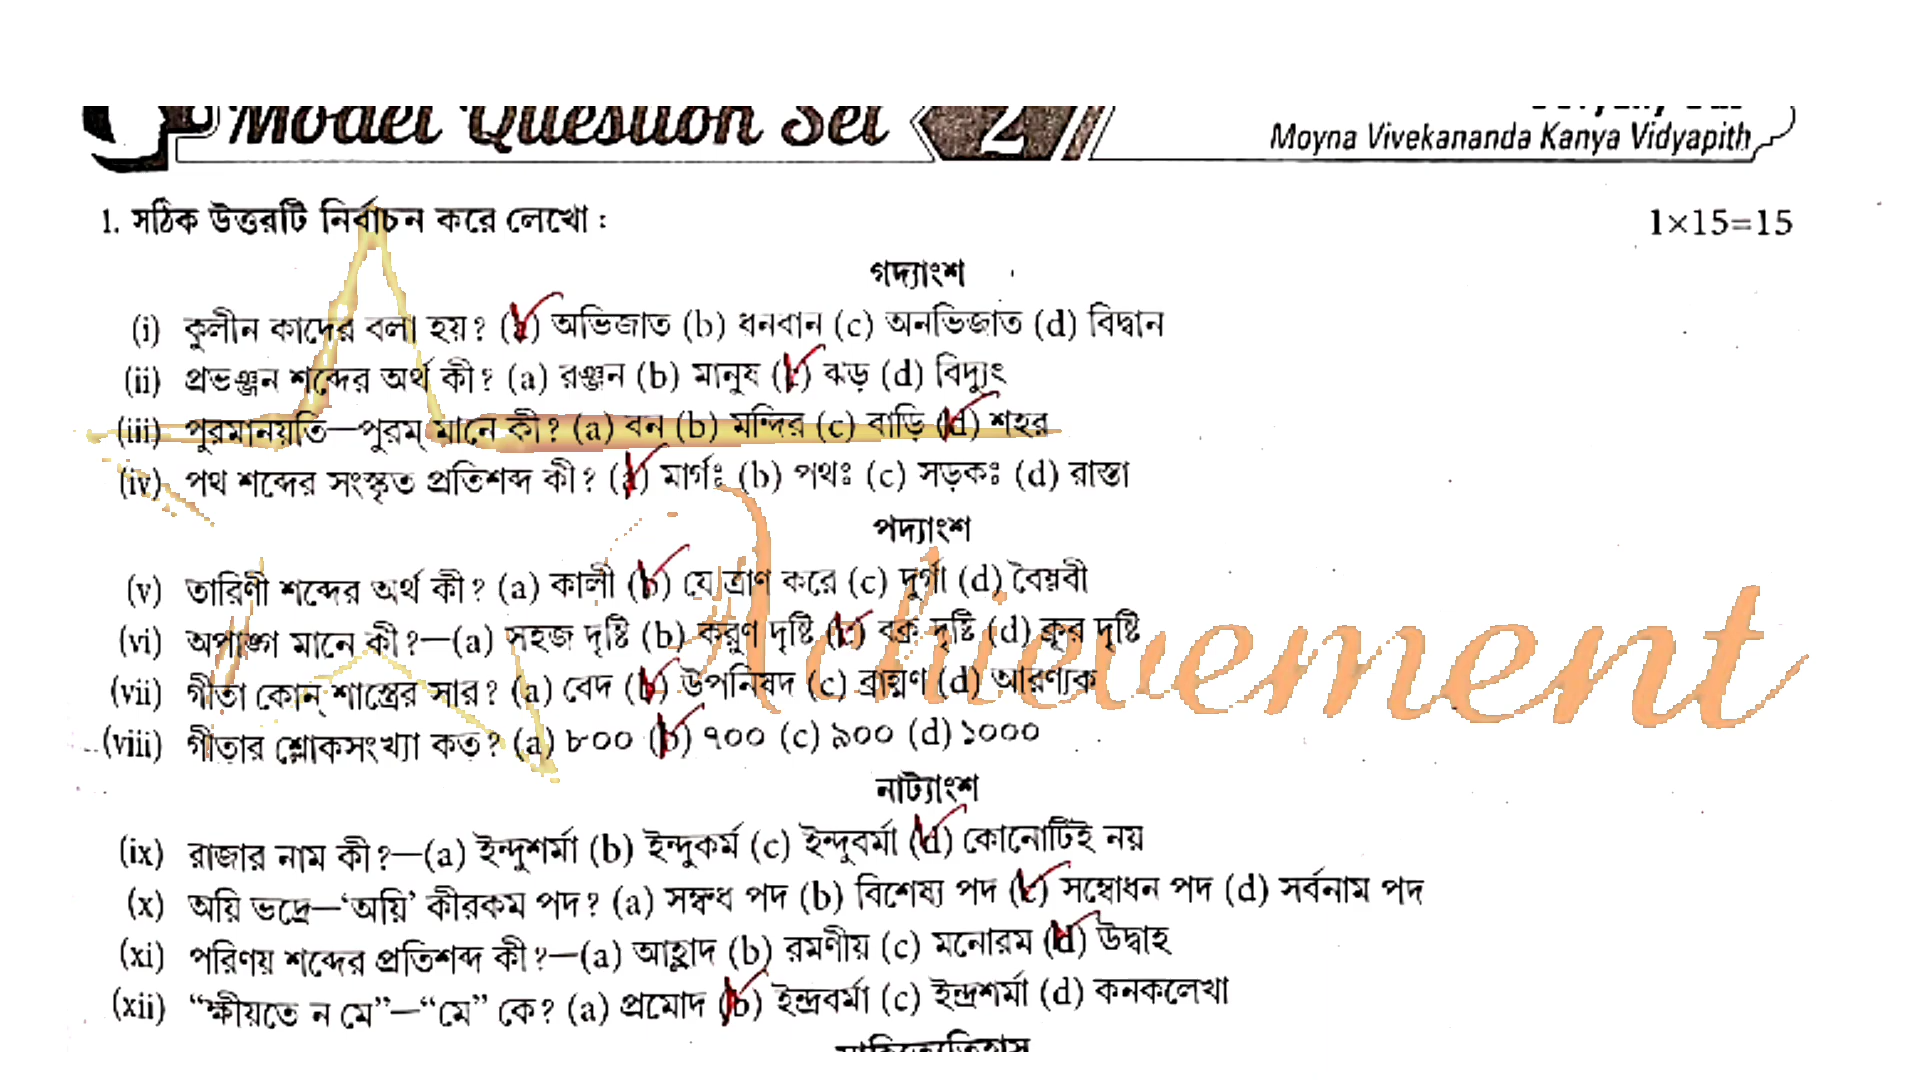 Model Question Set 2
Moyna Vivekananda Kanya Vidyapith
1. সঠিক উত্তরটি নির্বাচন করে লেখো : 1×15=15
গদ্যাংশ
(i) কুলীন কাদের বলা হয়? (a) অভিজাত (b) ধনবান (c) অনভিজাত (d) বিদ্বান
(ii) প্রভঞ্জন শব্দের অর্থ কী? (a) রঞ্জন (b) মানুষ (c) ঝড় (d) বিদ্যুৎ
(iii) পুরমানয়তি—পুরম্ মানে কী? (a) বন (b) মন্দির (c) বাড়ি (d) শহর
(iv) পথ শব্দের সংস্কৃত প্রতিশব্দ কী? (a) মার্গঃ (b) পথঃ (c) সড়কঃ (d) রাস্তা
পদ্যাংশ
(v) তারিণী শব্দের অর্থ কী? (a) কালী (b) যে ত্রাণ করে (c) দুর্গা (d) বৈষ্ণবী
(vi) অপাঙ্গ মানে কী?—(a) সহজ দৃষ্টি (b) করুণ দৃষ্টি (c) বক্র দৃষ্টি (d) ক্রূর দৃষ্টি
(vii) গীতা কোন্ শাস্ত্রের সার? (a) বেদ (b) উপনিষদ (c) ব্রাহ্মণ (d) আরণ্যক
(viii) গীতার শ্লোকসংখ্যা কত? (a) ৮০০ (b) ৭০০ (c) ৯০০ (d) ১০০০
Achievement
নাট্যাংশ
(ix) রাজার নাম কী?—(a) ইন্দুশর্মা (b) ইন্দুকর্ম (c) ইন্দুবর্মা (d) কোনোটিই নয়
(x) অয়ি ভদ্রে—‘অয়ি’ কীরকম পদ? (a) সম্বন্ধ পদ (b) বিশেষ্য পদ (c) সম্বোধন পদ (d) সর্বনাম পদ
(xi) পরিণয় শব্দের প্রতিশব্দ কী?—(a) আহ্লাদ (b) রমণীয় (c) মনোরম (d) উদ্বাহ
(xii) “ক্ষীয়তে ন মে”—“মে” কে? (a) প্রমোদ (b) ইন্দ্রবর্মা (c) ইন্দ্রশর্মা (d) কনকলেখা